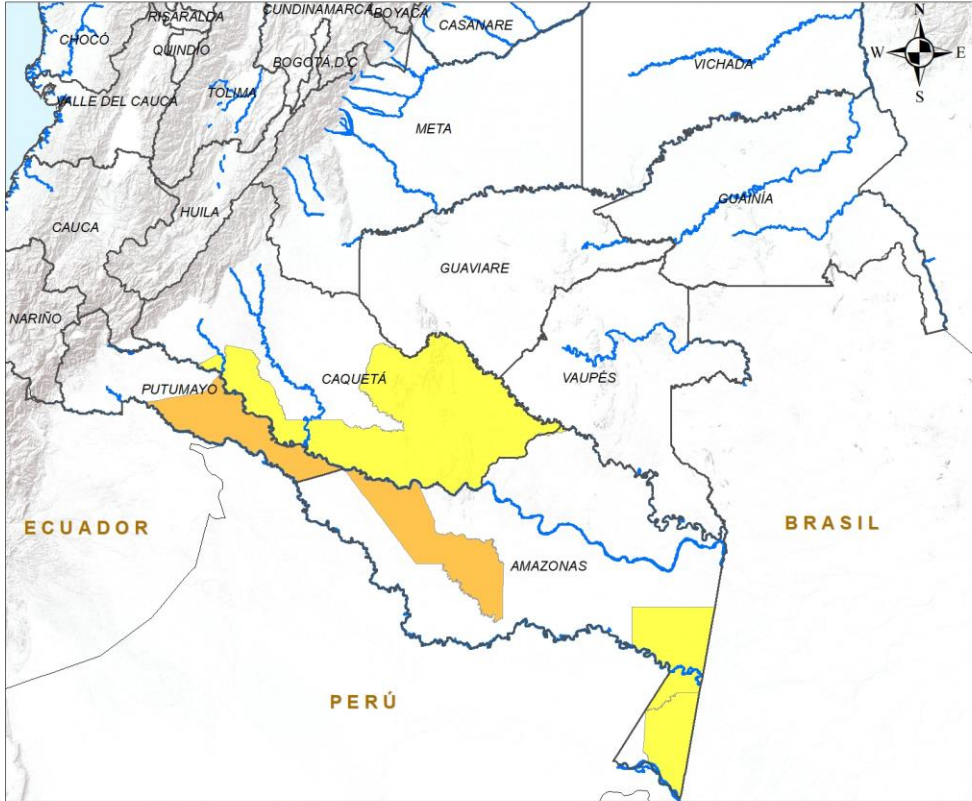 CUNDINAMARCA
BOYACÁ
RISARALDA
CASANARE
N
CHOCÓ
QUINDÍO
BOGOTÁ,D.C
VICHADA
W
E
S
VALLE DEL CAUCA
TOLIMA
META
GUAINÍA
HUILA
CAUCA
GUAVIARE
NARIÑO
PUTUMAYO
CAQUETÁ
VAUPÉS
ECUADOR
BRASIL
AMAZONAS
PERÚ